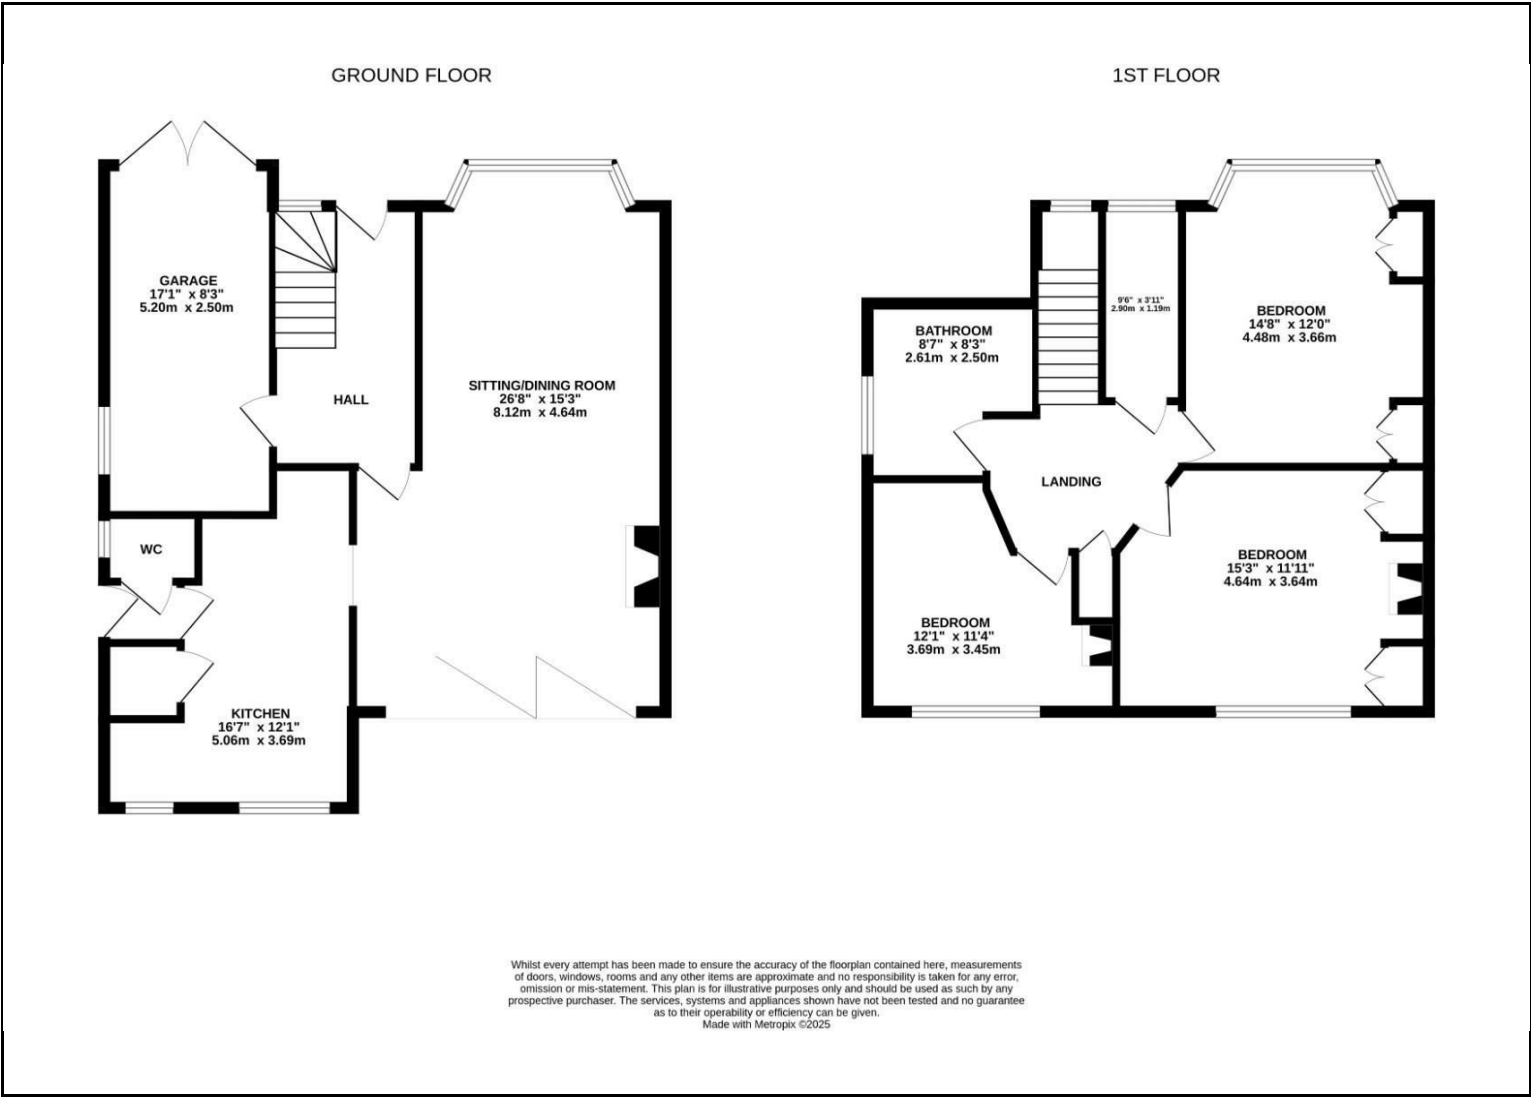 GROUND FLOOR
GARAGE
17'1" x 8'3"
5.20m x 2.50m
HALL
SITTING/DINING ROOM
26'8" x 15'3"
8.12m x 4.64m
WC
KITCHEN
16'7" x 12'1"
5.06m x 3.69m
1ST FLOOR
BATHROOM
8'7" x 8'3"
2.61m x 2.50m
9'6" x 3'11"
2.90m x 1.19m
BEDROOM
14'8" x 12'0"
4.48m x 3.66m
LANDING
BEDROOM
15'3" x 11'11"
4.64m x 3.64m
BEDROOM
12'1" x 11'4"
3.69m x 3.45m
Whilst every attempt has been made to ensure the accuracy of the floorplan contained here, measurements
of doors, windows, rooms and any other items are approximate and no responsibility is taken for any error,
omission or mis-statement. This plan is for illustrative purposes only and should be used as such by any
prospective purchaser. The services, systems and appliances shown have not been tested and no guarantee
as to their operability or efficiency can be given.
Made with Metropix ©2025